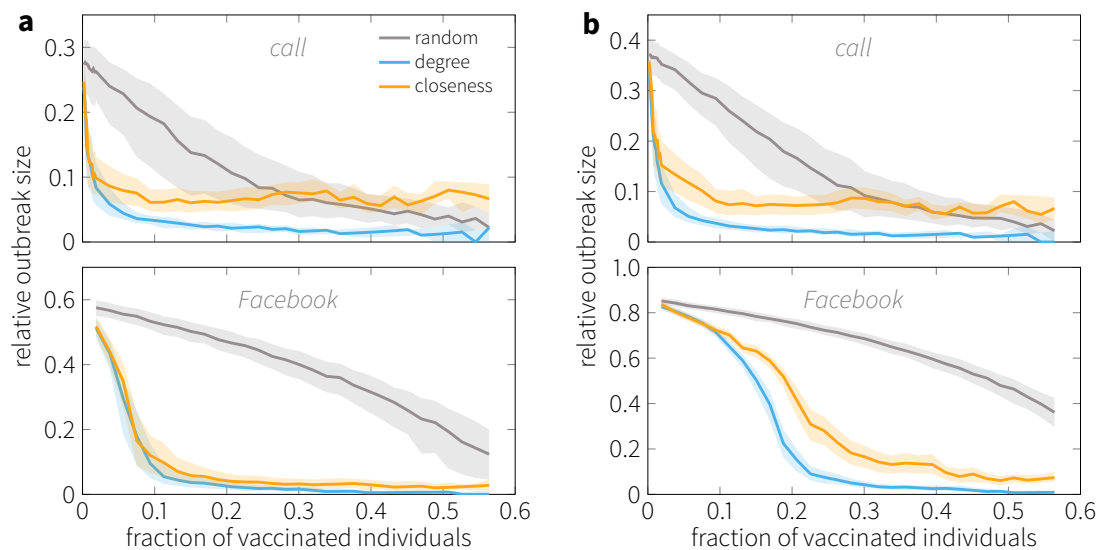 a
call
random
degree
closeness
0.3
0.2
0.1
0
relative outbreak size
Facebook
0.6
0.4
0.2
0
0 0.1 0.2 0.3 0.4 0.5 0.6
fraction of vaccinated individuals
b
call
0.4
0.3
0.2
0.1
0
relative outbreak size
Facebook
1.0
0.8
0.6
0.4
0.2
0
0 0.1 0.2 0.3 0.4 0.5 0.6
fraction of vaccinated individuals